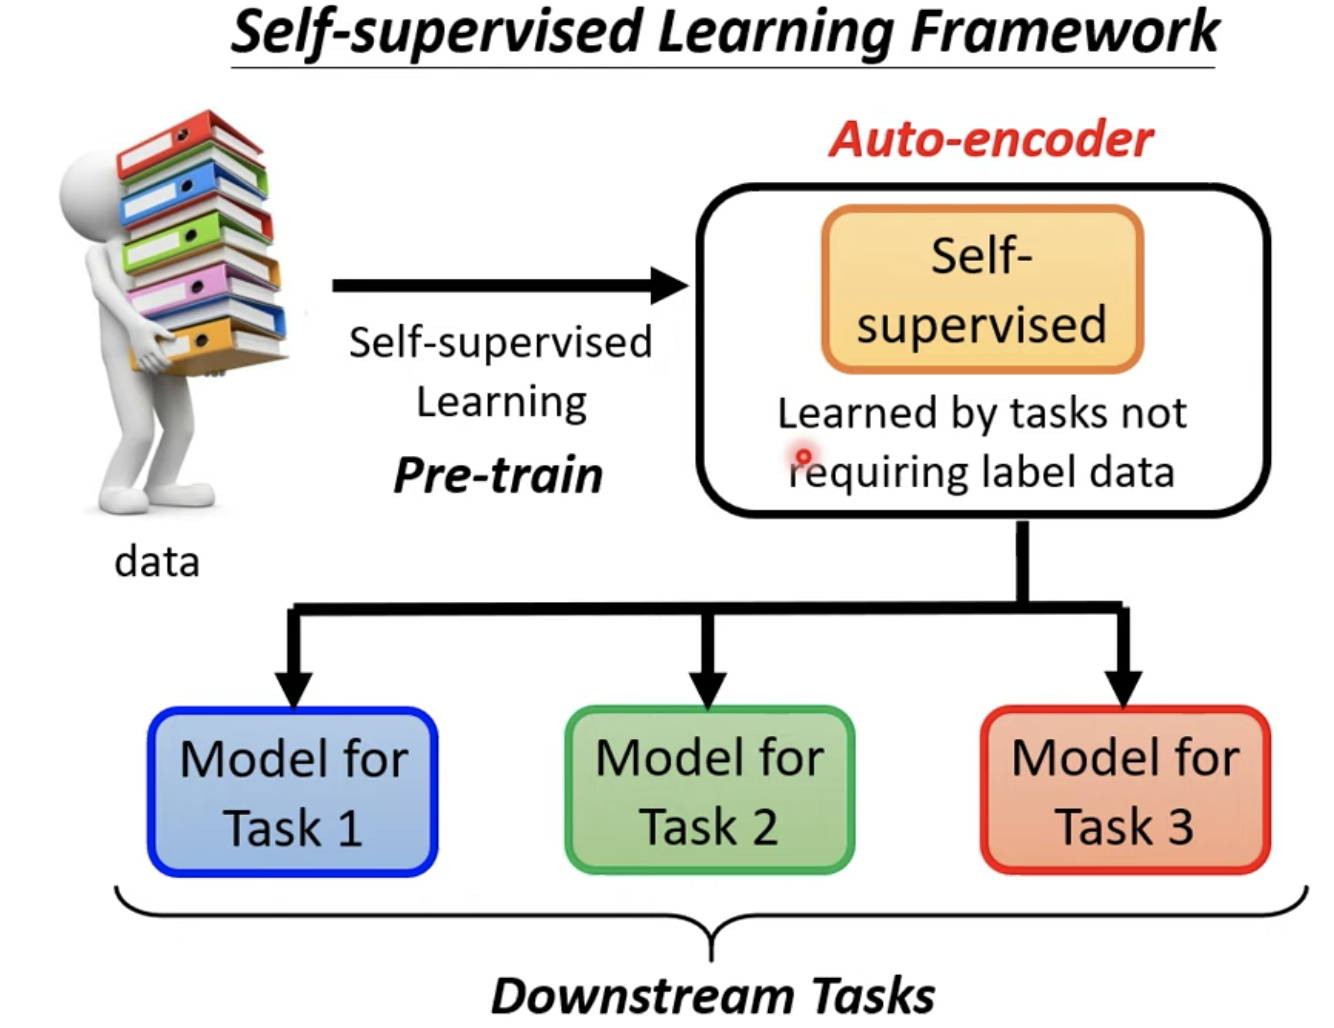 Self-supervised Learning Framework
Auto-encoder
Self-
supervised
Learned by tasks not
requiring label data
Self-supervised
Learning
Pre-train
data
Model for
Task 1
Model for
Task 2
Model for
Task 3
Downstream Tasks